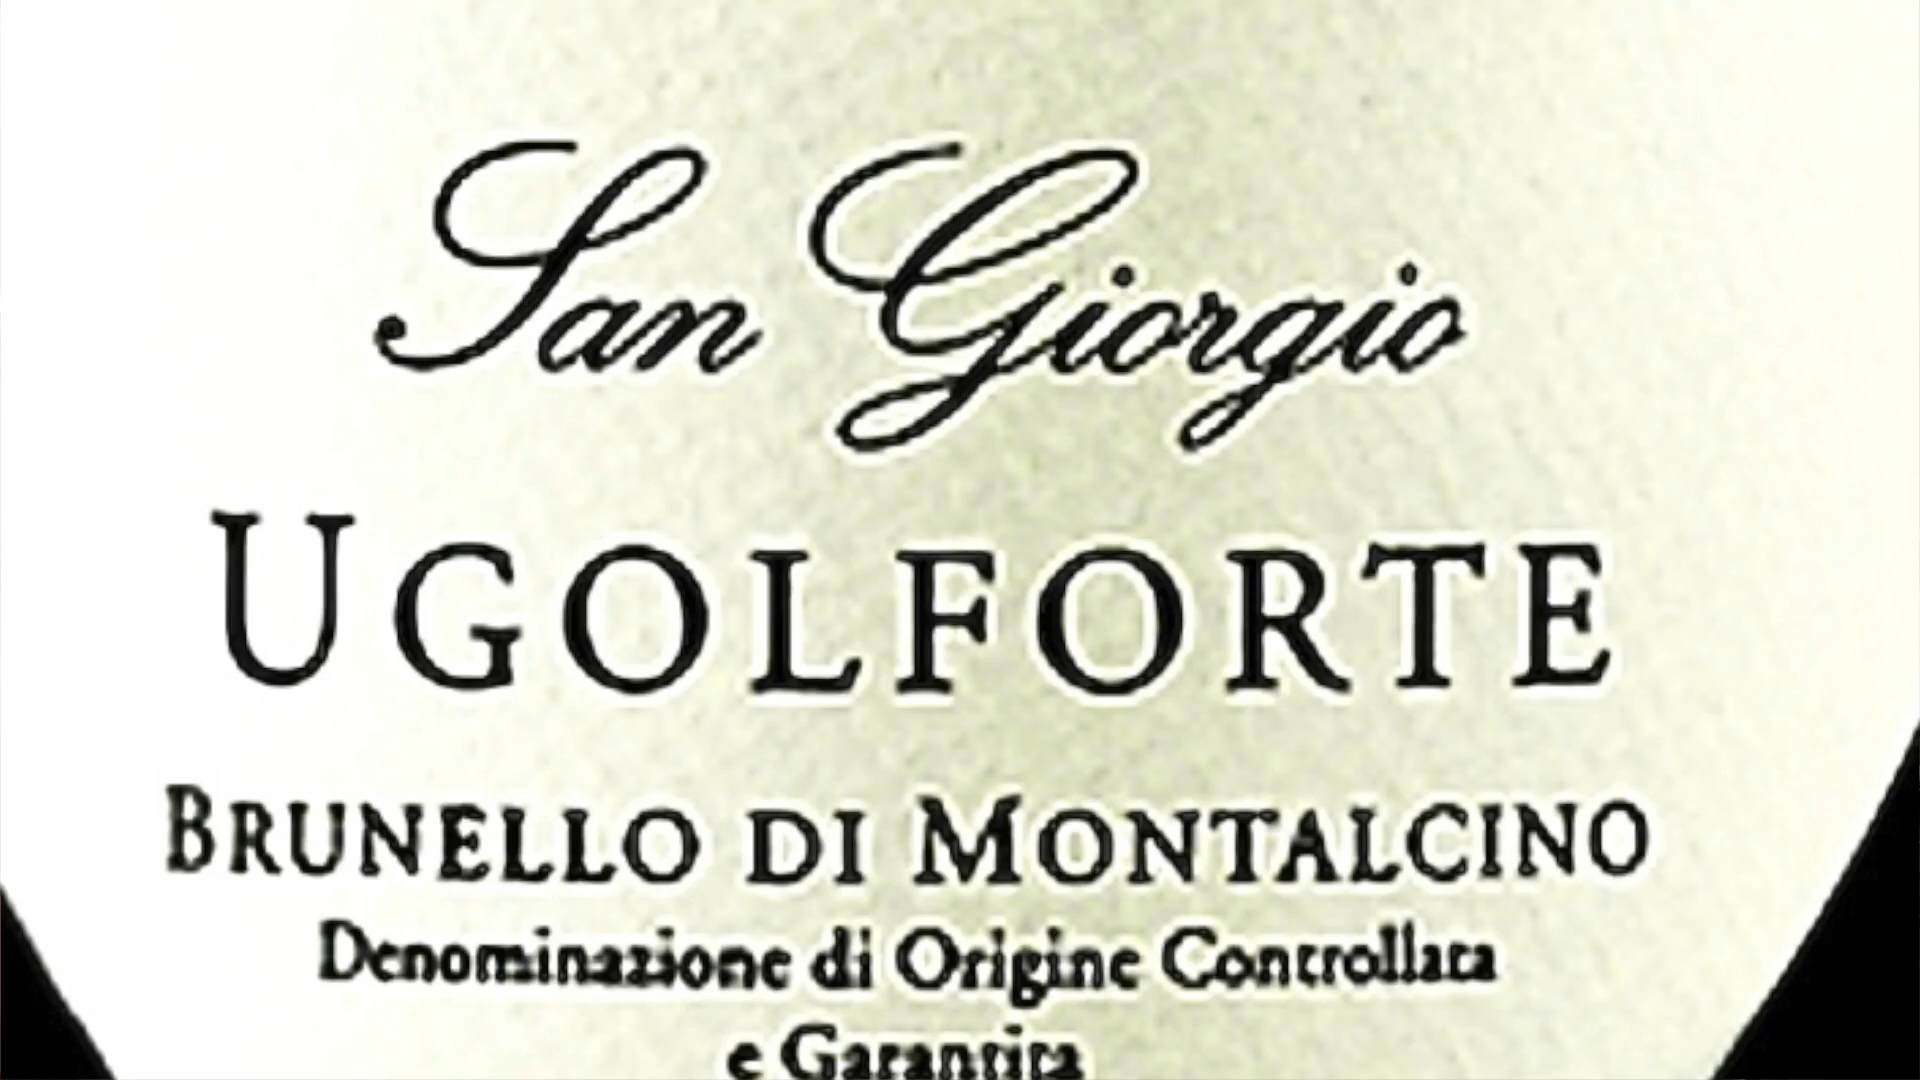 San Giorgio
UGOLFORTE
BRUNELLO DI MONTALCINO
Denominazione di Origine Controllata
e Garantita